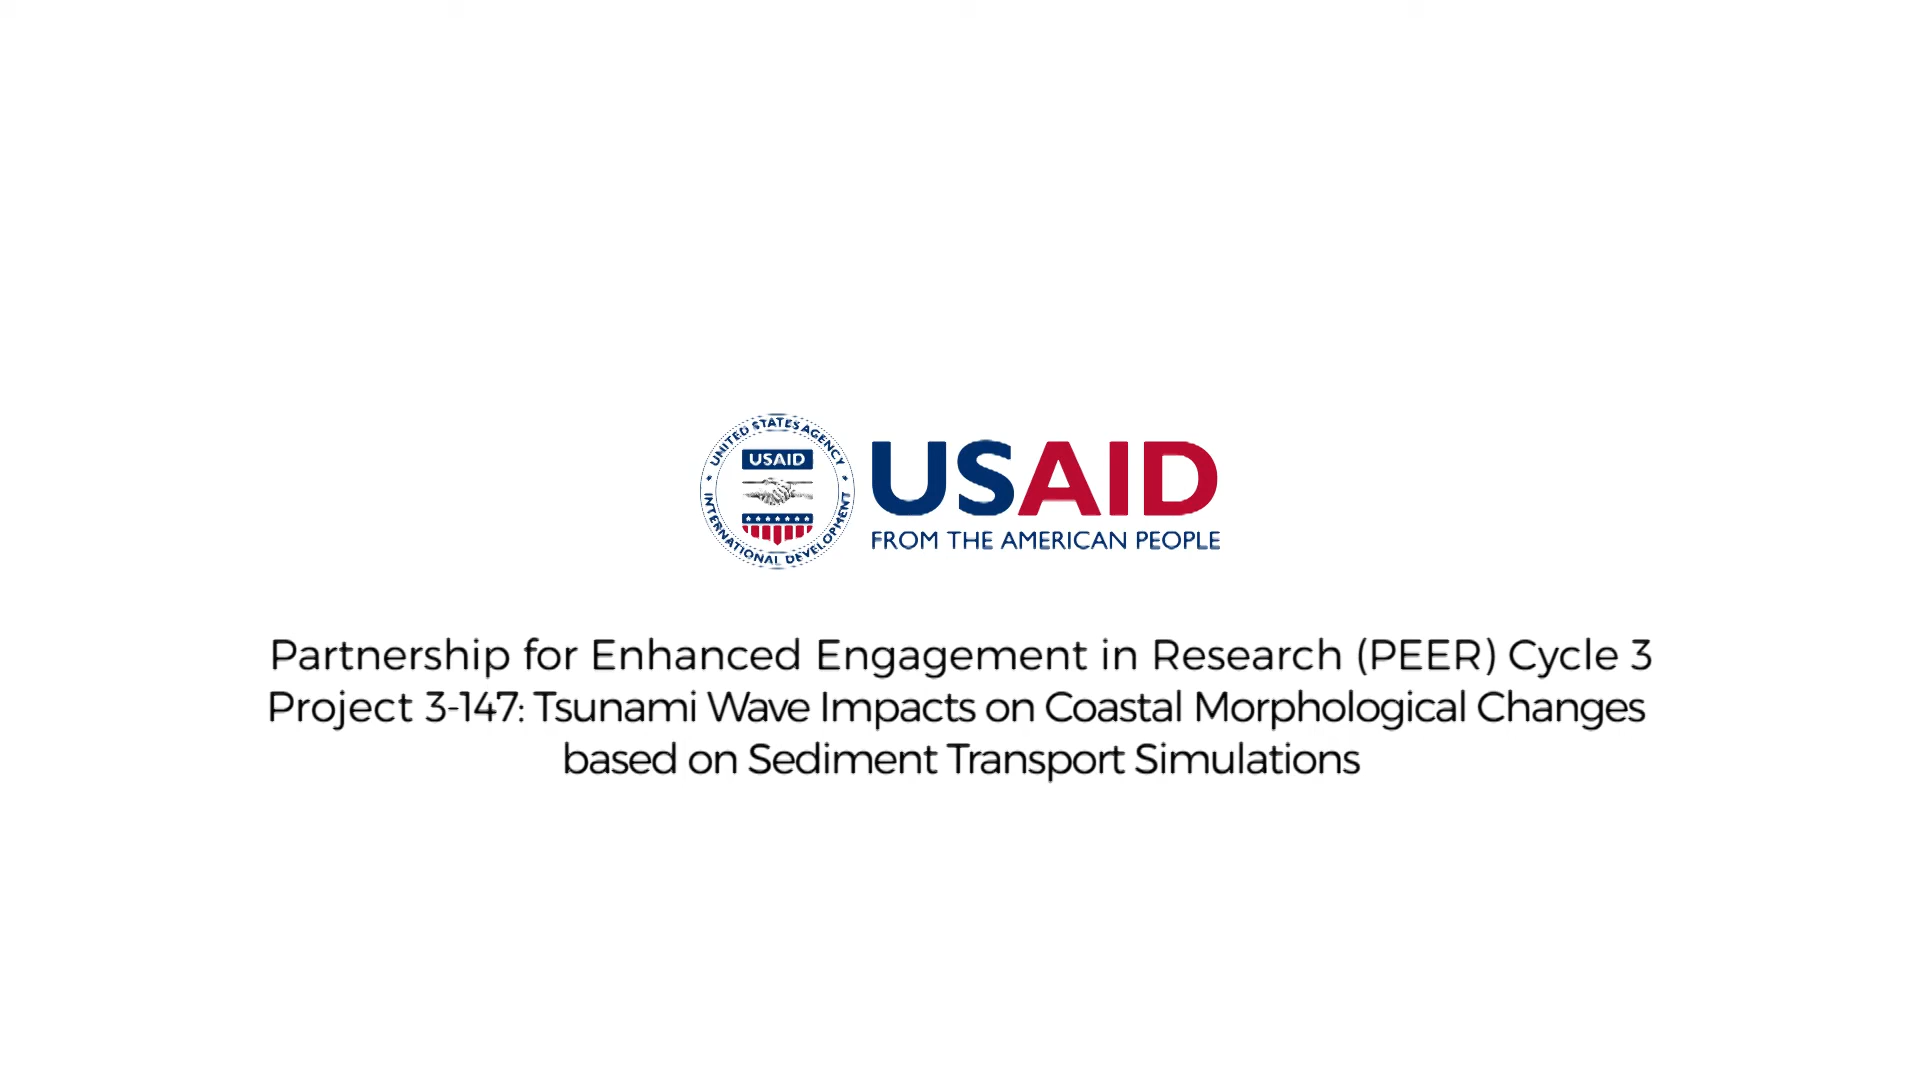 UNITED STATES AGENCY
INTERNATIONAL DEVELOPMENT
USAID
USAID
FROM THE AMERICAN PEOPLE
Partnership for Enhanced Engagement in Research (PEER) Cycle 3
Project 3-147: Tsunami Wave Impacts on Coastal Morphological Changes
based on Sediment Transport Simulations